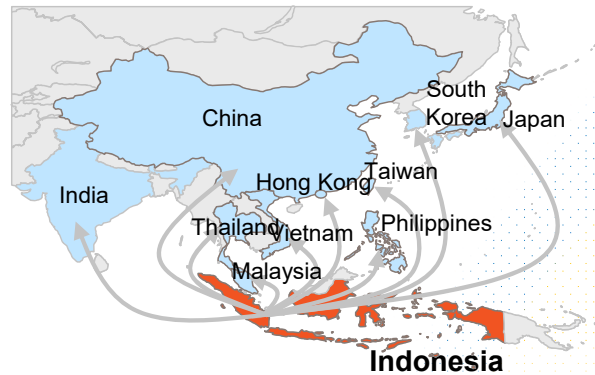 South
Korea
Japan
China
Taiwan
Hong Kong
India
Thailand
Vietnam
Philippines
Malaysia
Indonesia